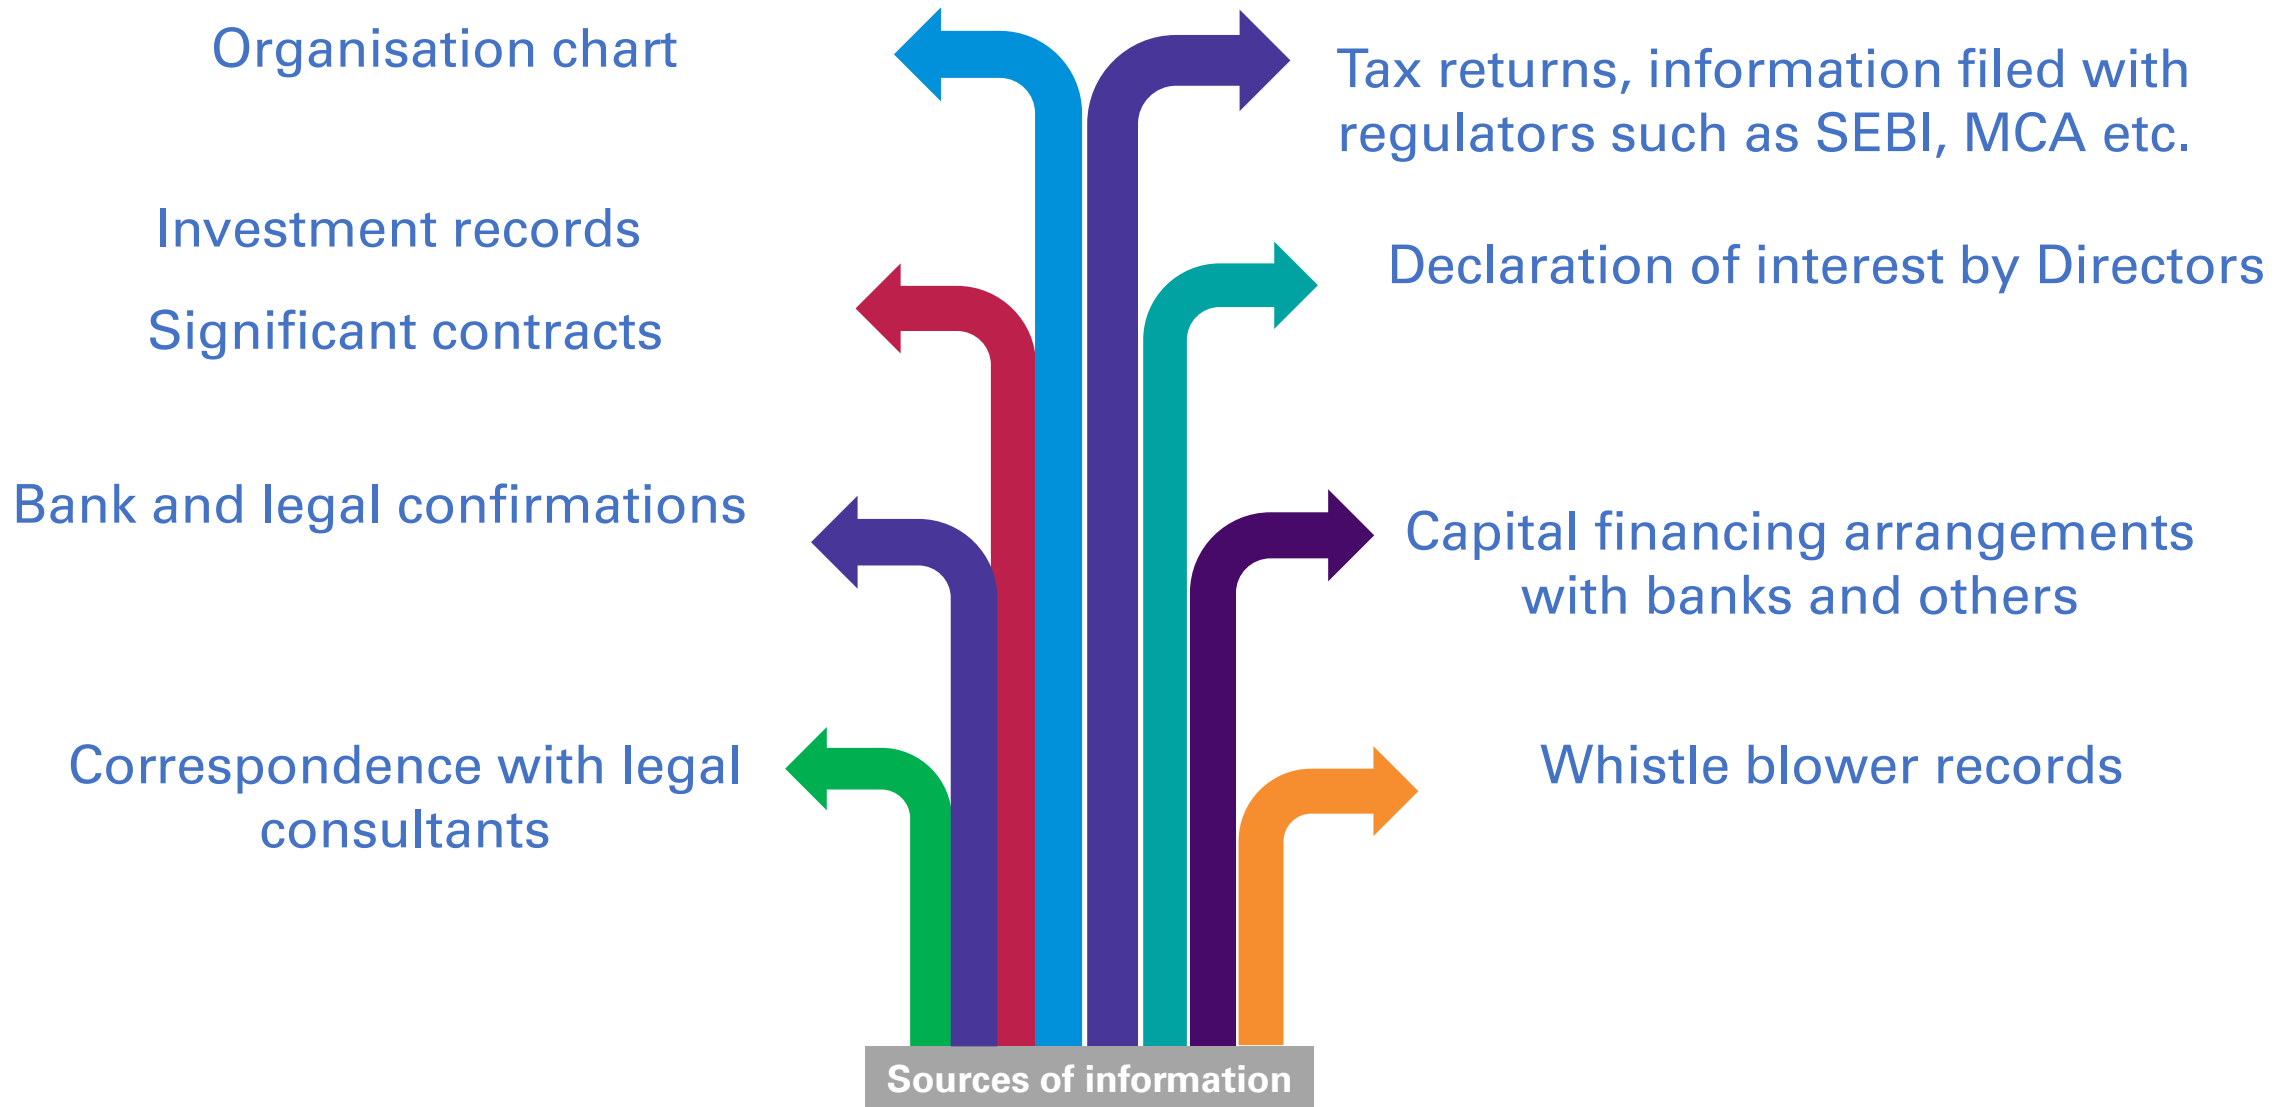 Organisation chart
Investment records
Significant contracts
Bank and legal confirmations
Correspondence with legal
consultants
Tax returns, information filed with
regulators such as SEBI, MCA etc.
Declaration of interest by Directors
Capital financing arrangements
with banks and others
Whistle blower records
Sources of information